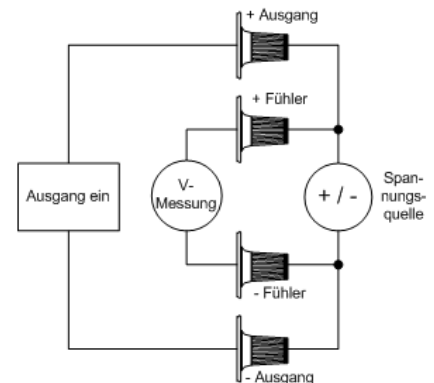 + Ausgang
+ Fühler
Ausgang ein
V-
Messung
+ / -
Span-
nungs-
quelle
- Fühler
- Ausgang